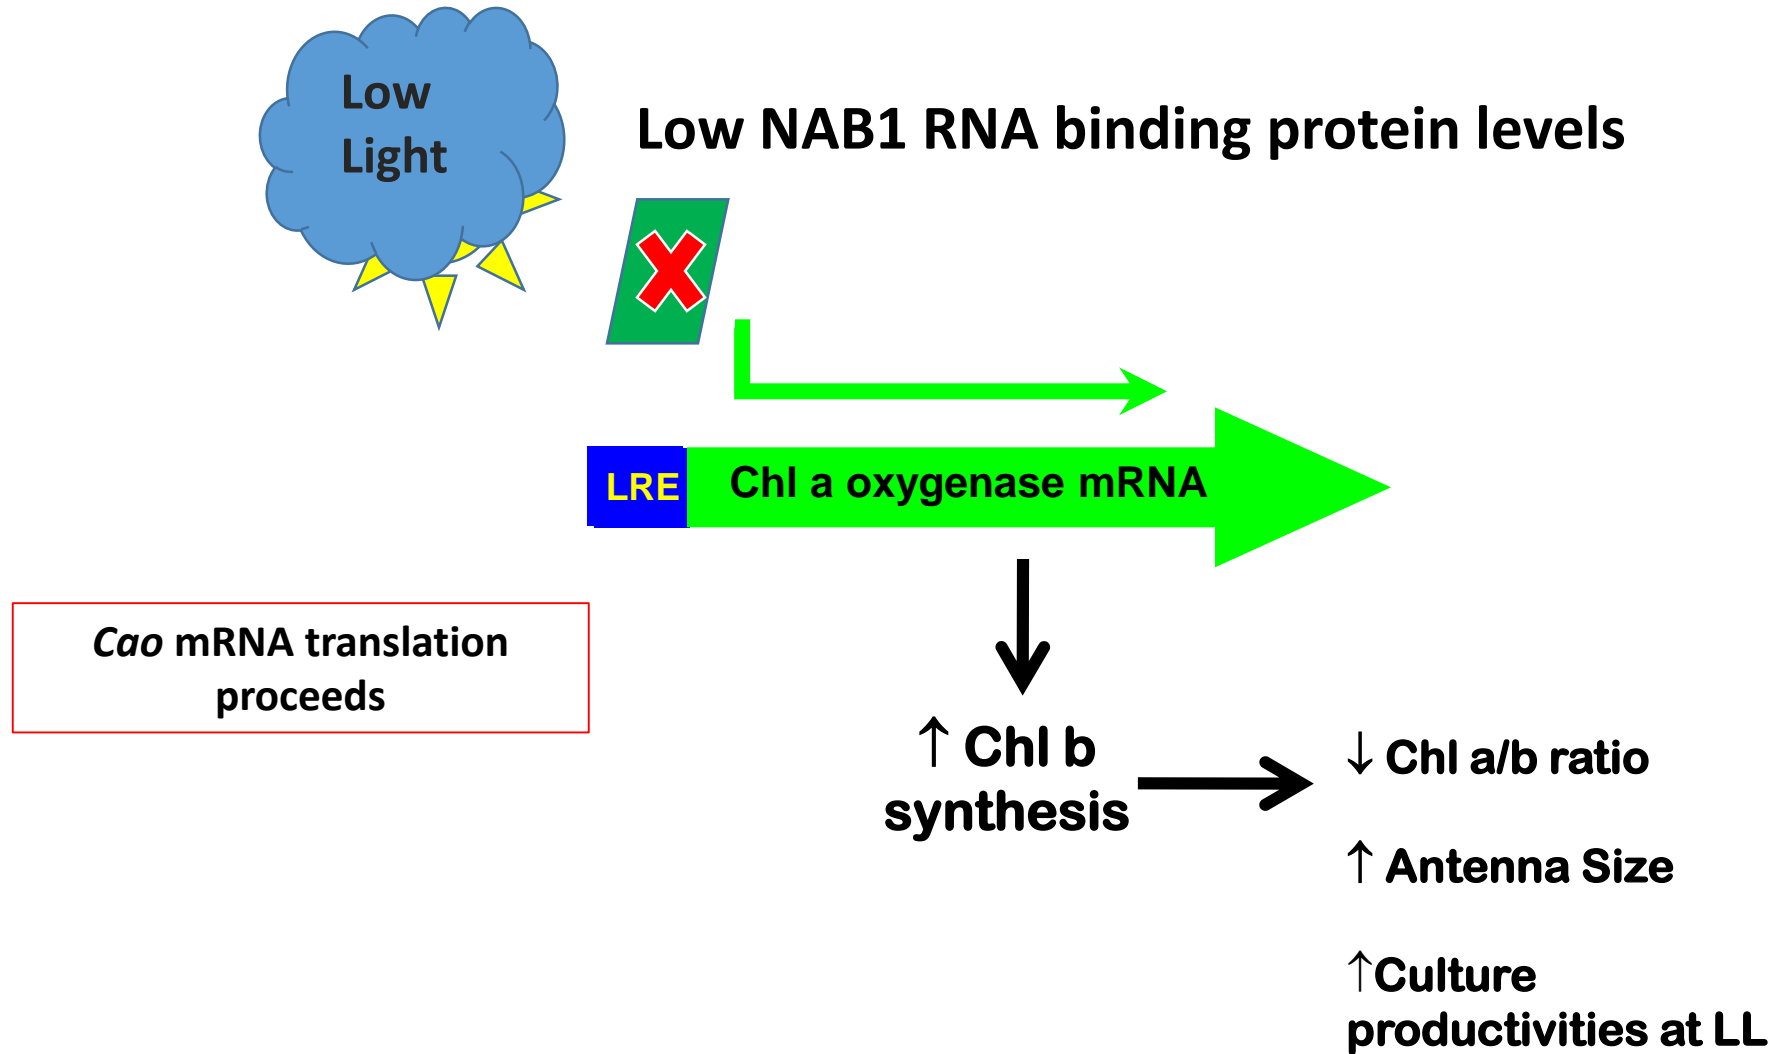 Low
Light
Low NAB1 RNA binding protein levels
LRE
Chl a oxygenase mRNA
Cao mRNA translation
proceeds
↑ Chl b
synthesis
↓ Chl a/b ratio
↑ Antenna Size
↑Culture
productivities at LL